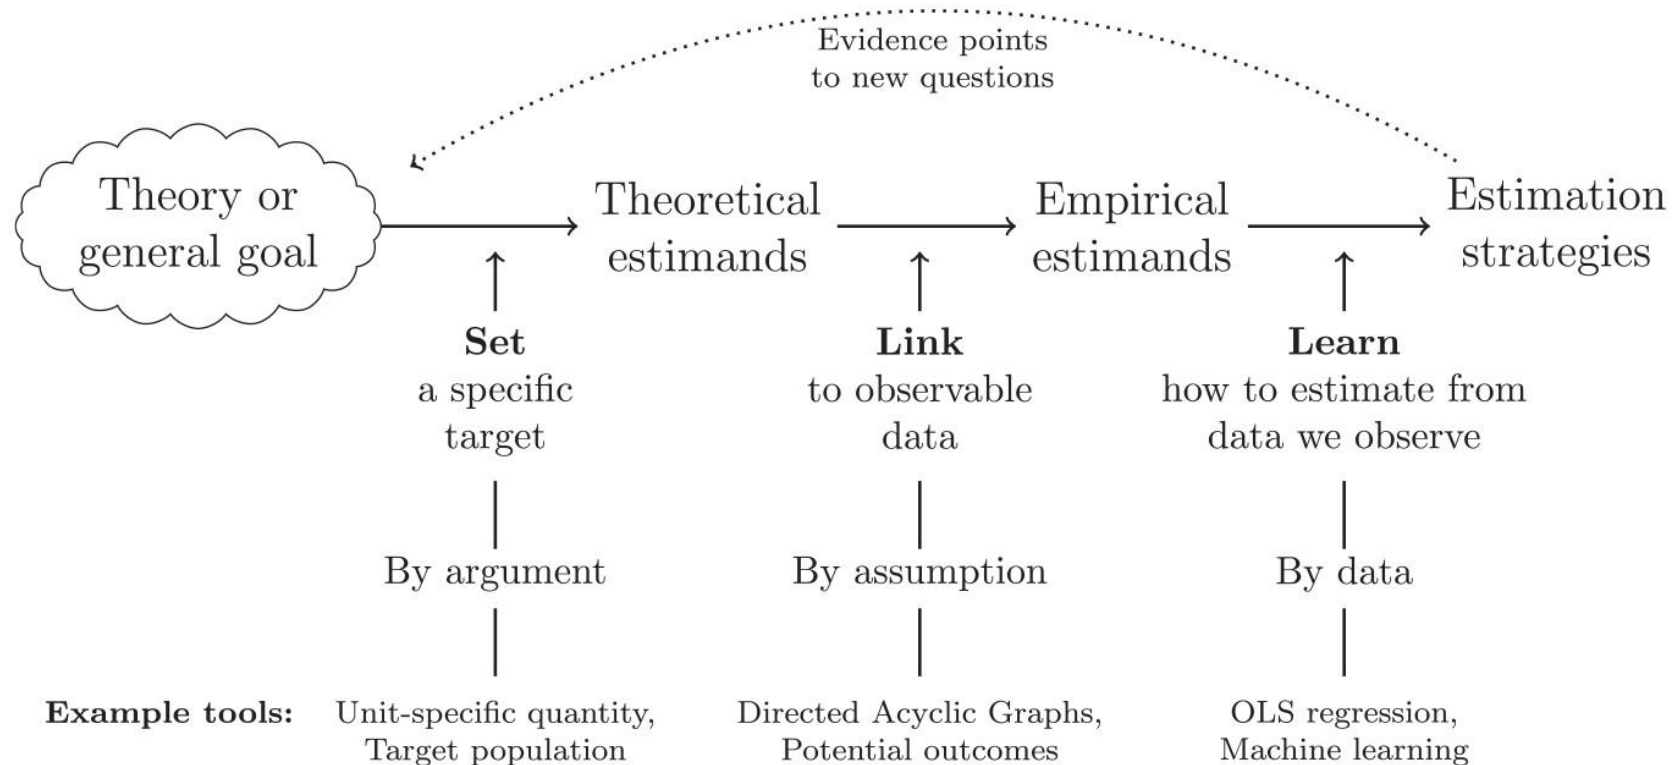 Evidence points
to new questions
Theory or
general goal
Theoretical
estimands
Empirical
estimands
Estimation
strategies
Set
a specific
target
Link
to observable
data
Learn
how to estimate from
data we observe
By argument
By assumption
By data
Example tools:
Unit-specific quantity,
Target population
Directed Acyclic Graphs,
Potential outcomes
OLS regression,
Machine learning